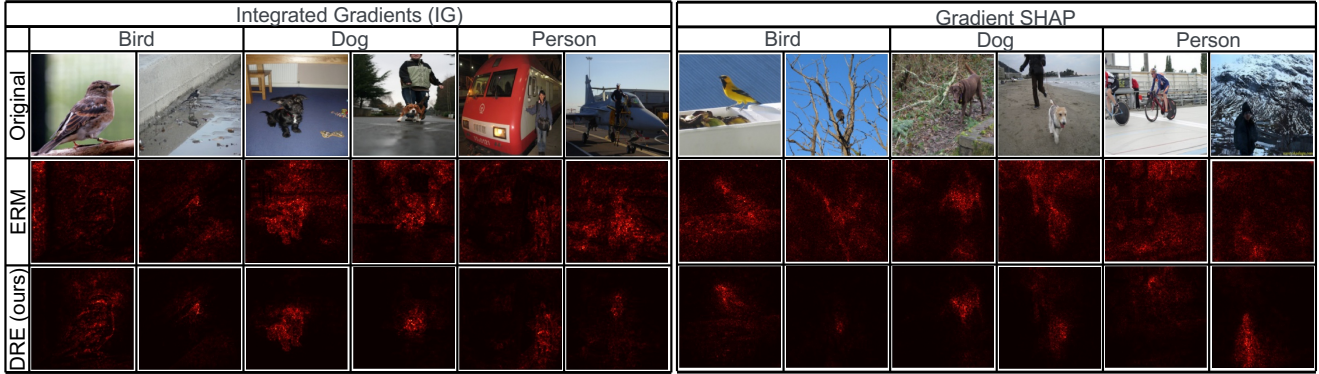 Integrated Gradients (IG)
Gradient SHAP
Bird
Dog
Person
Bird
Dog
Person
Original
ERM
DRE (ours)